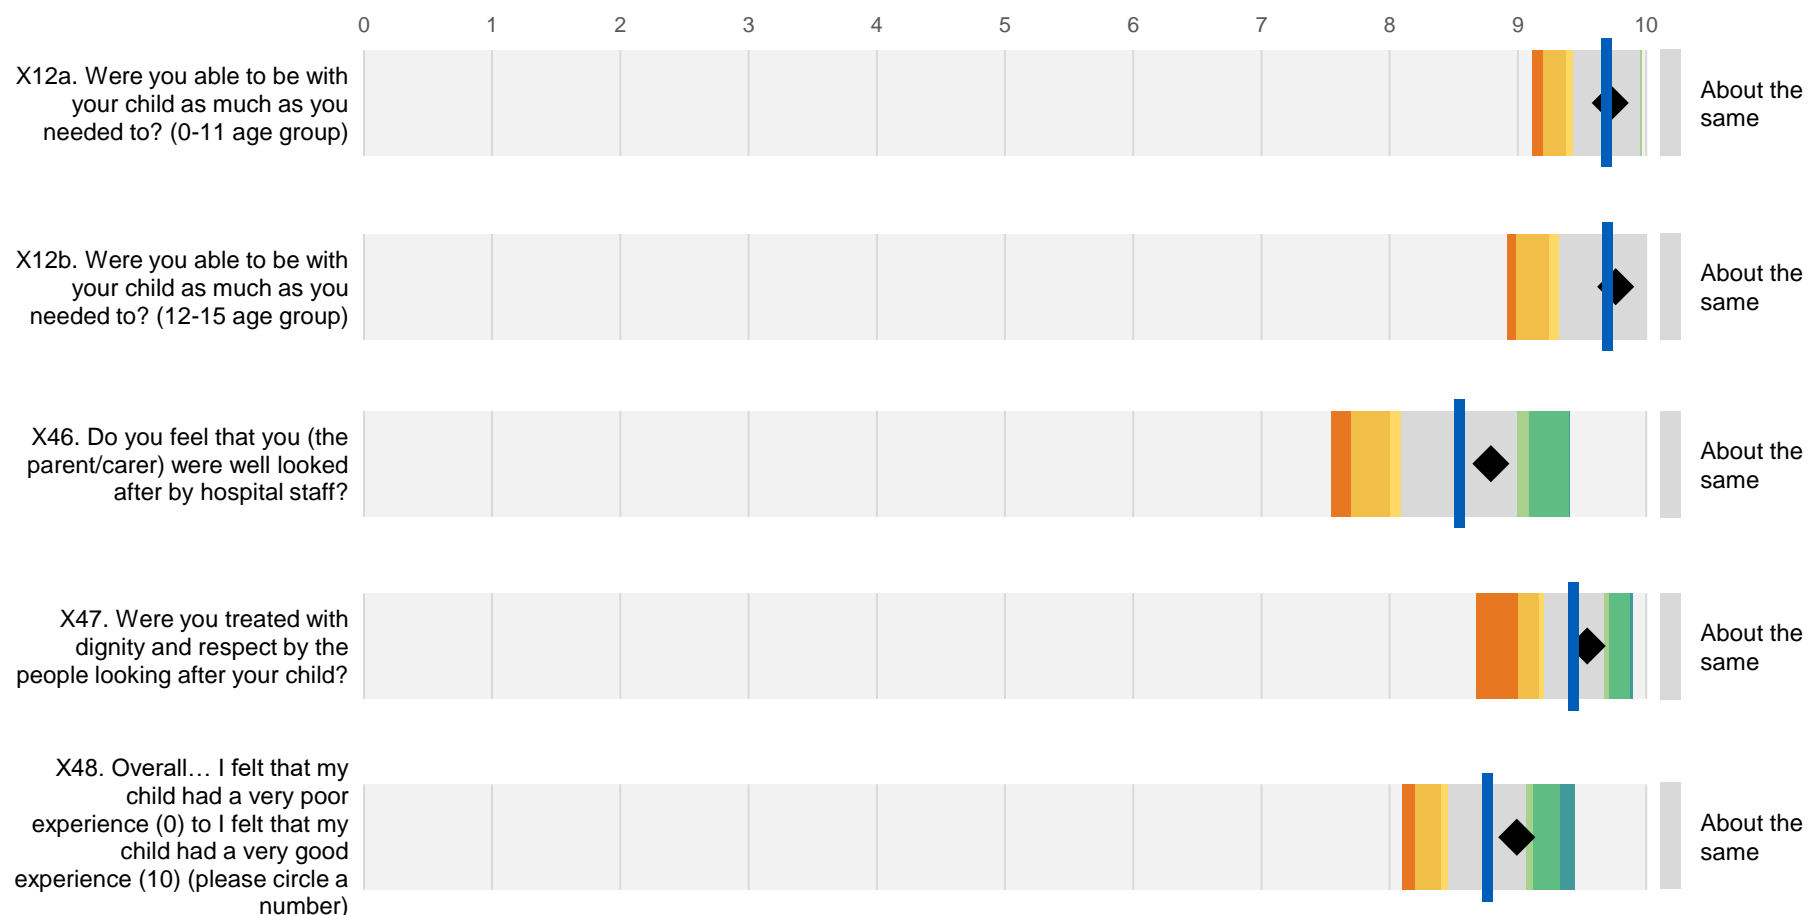 0 1 2 3 4 5 6 7 8 9 10
X12a. Were you able to be with
your child as much as you
needed to? (0-11 age group)
About the
same
X12b. Were you able to be with
your child as much as you
needed to? (12-15 age group)
About the
same
X46. Do you feel that you (the
parent/carer) were well looked
after by hospital staff?
About the
same
X47. Were you treated with
dignity and respect by the
people looking after your child?
About the
same
X48. Overall… I felt that my
child had a very poor
experience (0) to I felt that my
child had a very good
experience (10) (please circle a
number)
About the
same